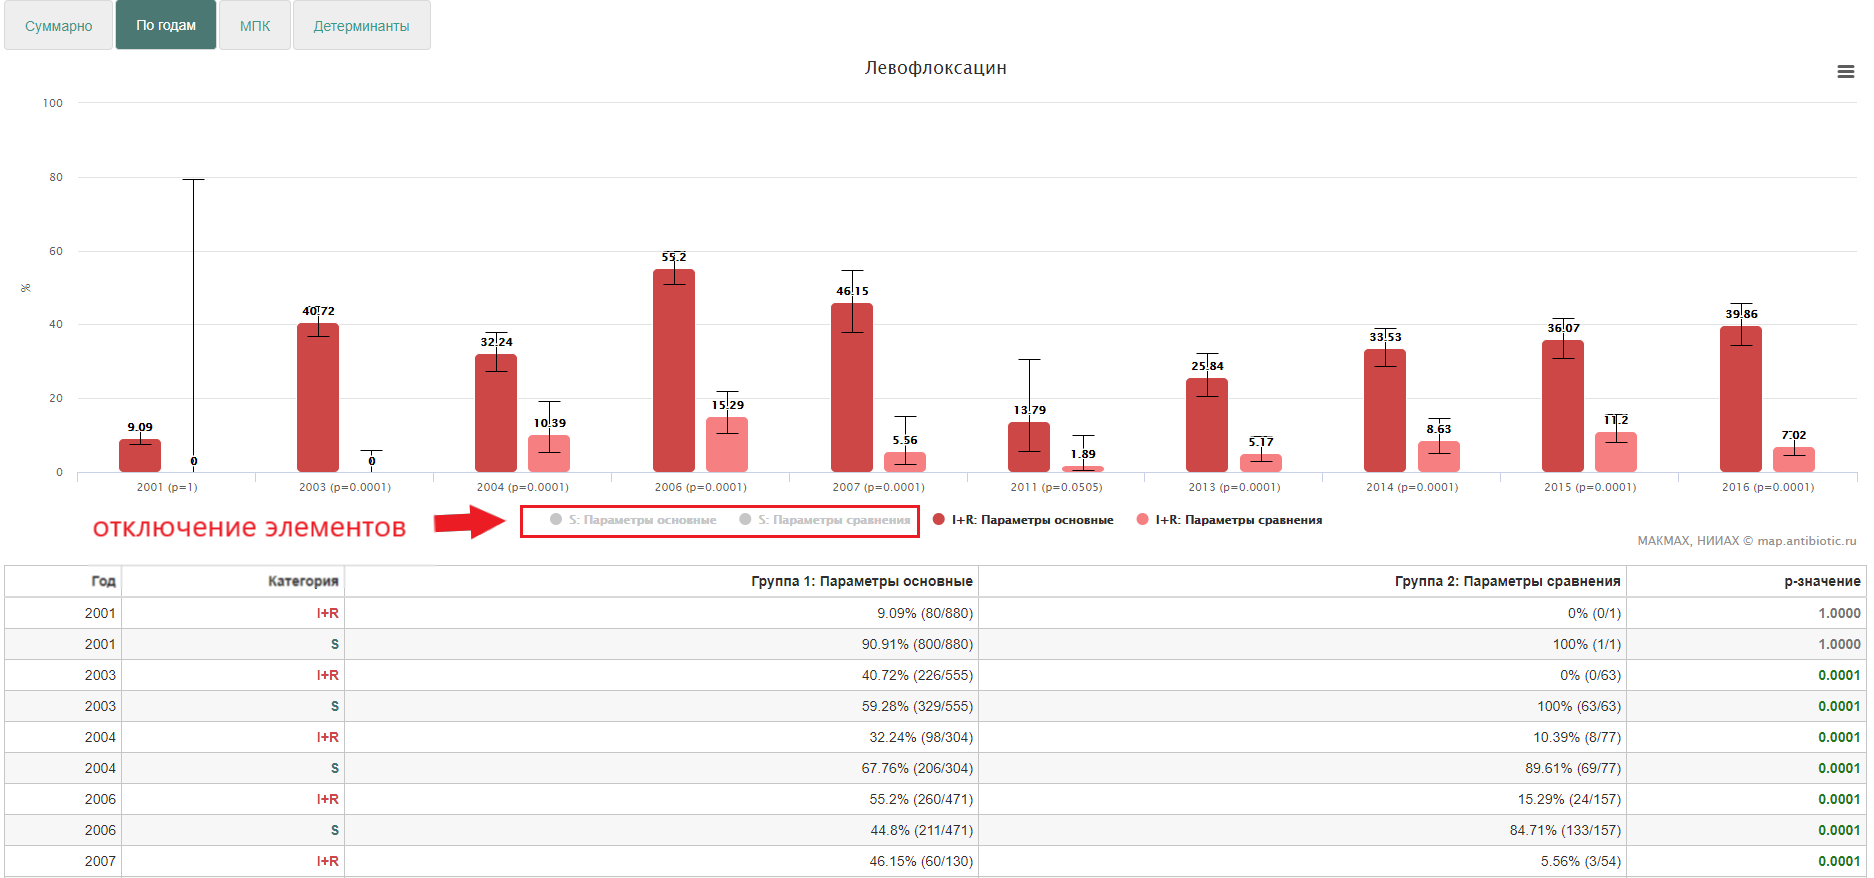 Суммарно По годам МПК Детерминанты
Левофлоксацин
100
80
60
%
40
20
0
9.09 0 40.72 0 32.24 10.39 55.2 15.29 46.15 5.56 13.79 1.89 25.84 5.17 33.53 8.63 36.07 11.2 39.86 7.02
2001 (p=1) 2003 (p=0.0001) 2004 (p=0.0001) 2006 (p=0.0001) 2007 (p=0.0001) 2011 (p=0.0505) 2013 (p=0.0001) 2014 (p=0.0001) 2015 (p=0.0001) 2016 (p=0.0001)
отключение элементов
S: Параметры основные S: Параметры сравнения I+R: Параметры основные I+R: Параметры сравнения
МАКМАХ, НИИАХ © map.antibiotic.ru
Год Категория Группа 1: Параметры основные Группа 2: Параметры сравнения р-значение
2001 I+R 9.09% (80/880) 0% (0/1) 1.0000
2001 S 90.91% (800/880) 100% (1/1) 1.0000
2003 I+R 40.72% (226/555) 0% (0/63) 0.0001
2003 S 59.28% (329/555) 100% (63/63) 0.0001
2004 I+R 32.24% (98/304) 10.39% (8/77) 0.0001
2004 S 67.76% (206/304) 89.61% (69/77) 0.0001
2006 I+R 55.2% (260/471) 15.29% (24/157) 0.0001
2006 S 44.8% (211/471) 84.71% (133/157) 0.0001
2007 I+R 46.15% (60/130) 5.56% (3/54) 0.0001